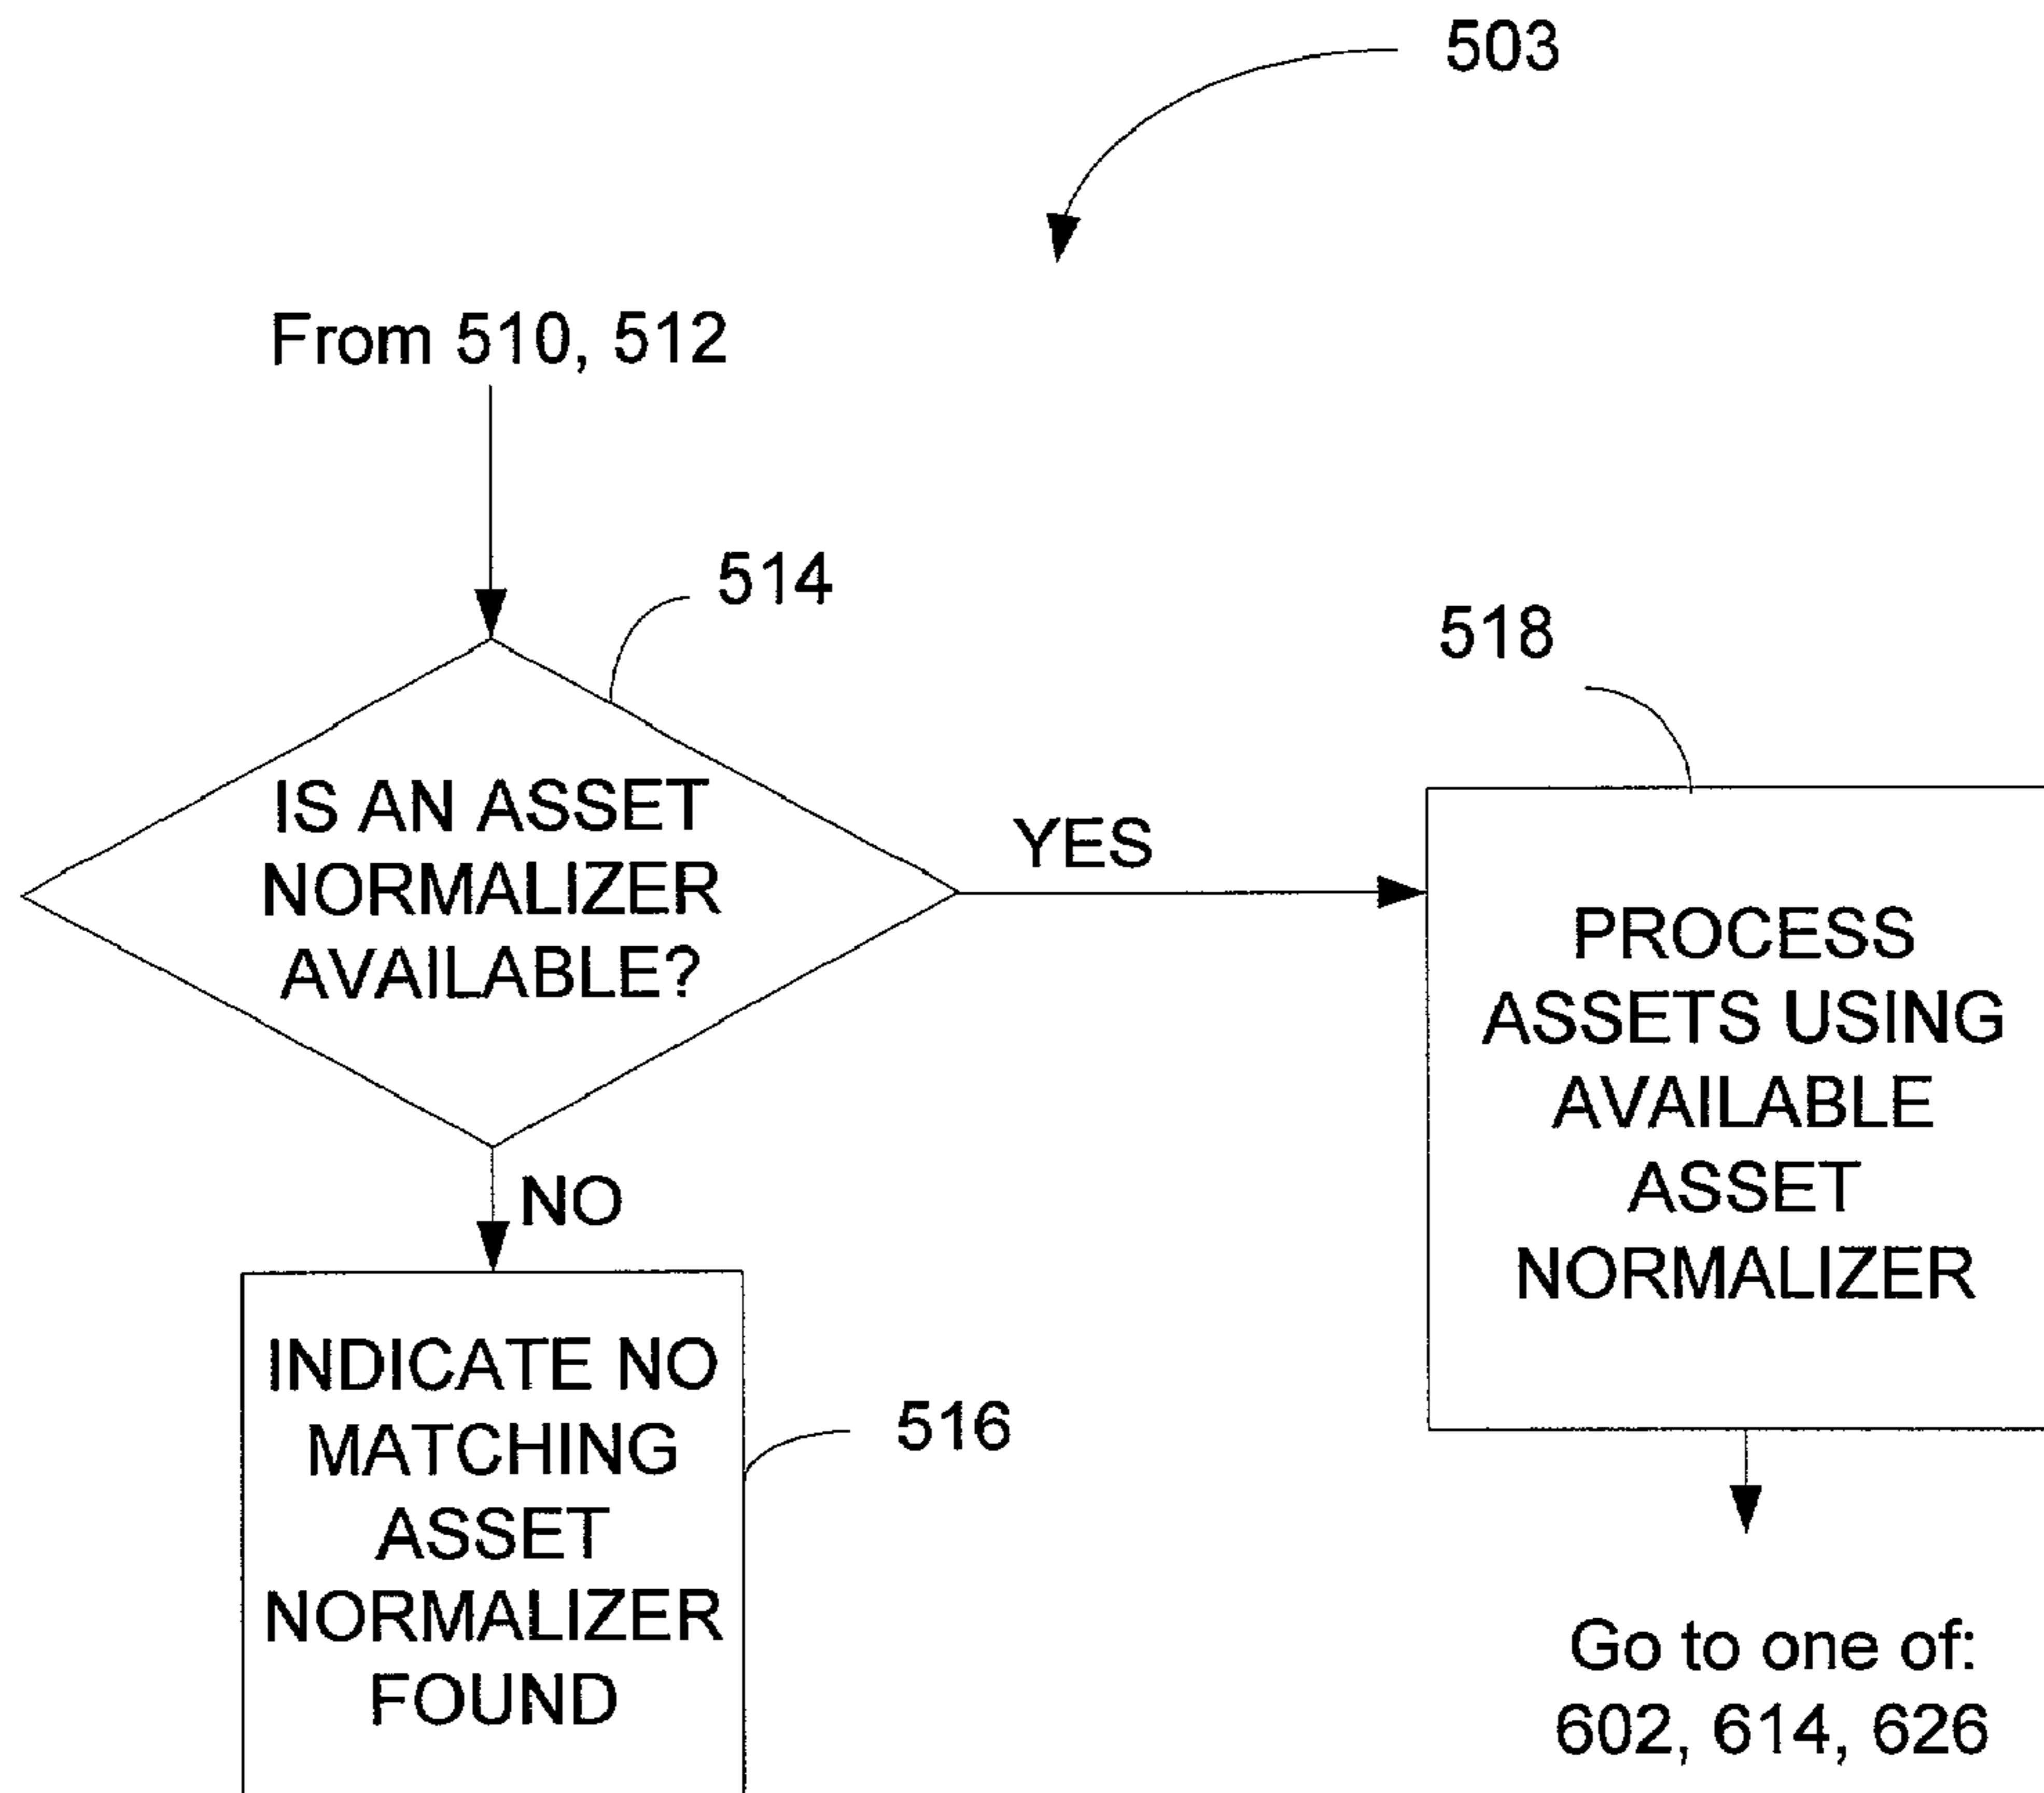 503
From 510, 512
514
IS AN ASSET
NORMALIZER
AVAILABLE?
YES
518
PROCESS
ASSETS USING
AVAILABLE
ASSET
NORMALIZER
NO
INDICATE NO
MATCHING
ASSET
NORMALIZER
FOUND
516
Go to one of:
602, 614, 626